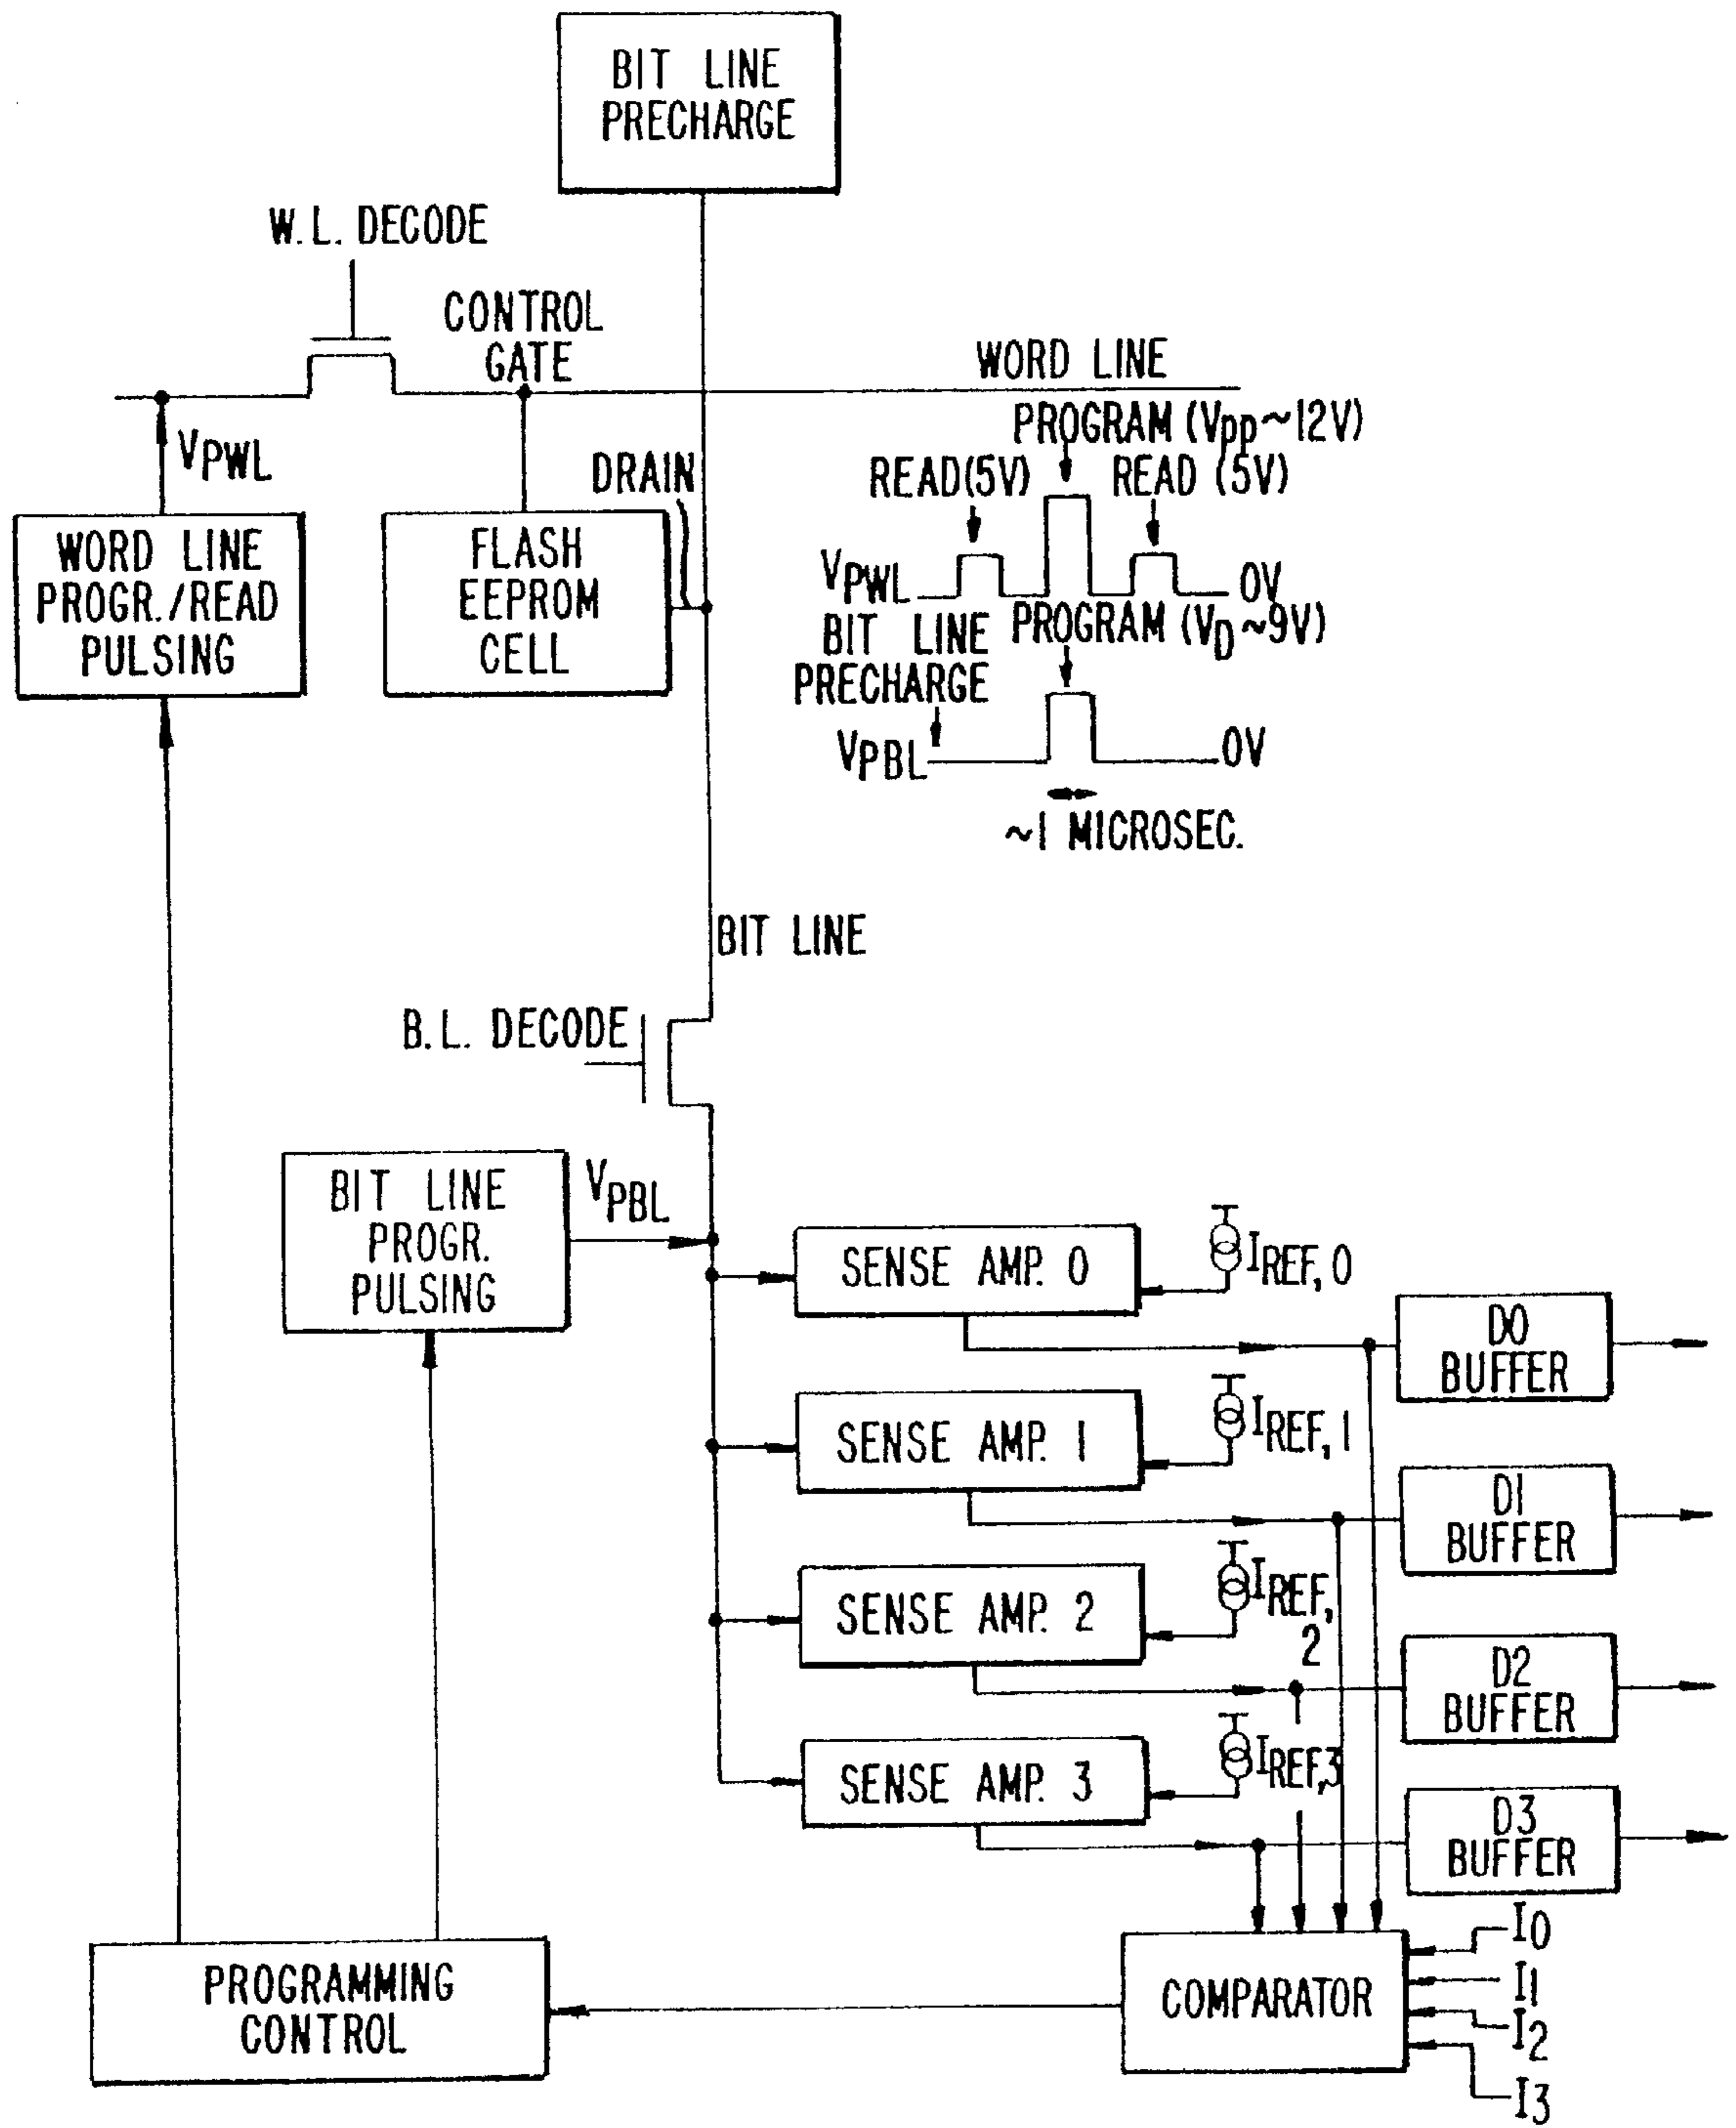 BIT LINE
PRECHARGE
W.L. DECODE
CONTROL
GATE
WORD LINE
PROGRAM (Vpp~12V)
READ(5V)
READ (5V)
VPWL
DRAIN
WORD LINE
PROGR./READ
PULSING
FLASH
EEPROM
CELL
VPWL
0V
BIT LINE
PRECHARGE
PROGRAM (VD~9V)
VPBL
0V
~1 MICROSEC.
BIT LINE
B.L. DECODE
BIT LINE
PROGR.
PULSING
VPBL
SENSE AMP. 0
IREF,0
D0
BUFFER
SENSE AMP. 1
IREF,1
D1
BUFFER
SENSE AMP. 2
IREF,
2
D2
BUFFER
SENSE AMP. 3
IREF,3
D3
BUFFER
PROGRAMMING
CONTROL
COMPARATOR
I0
I1
I2
I3